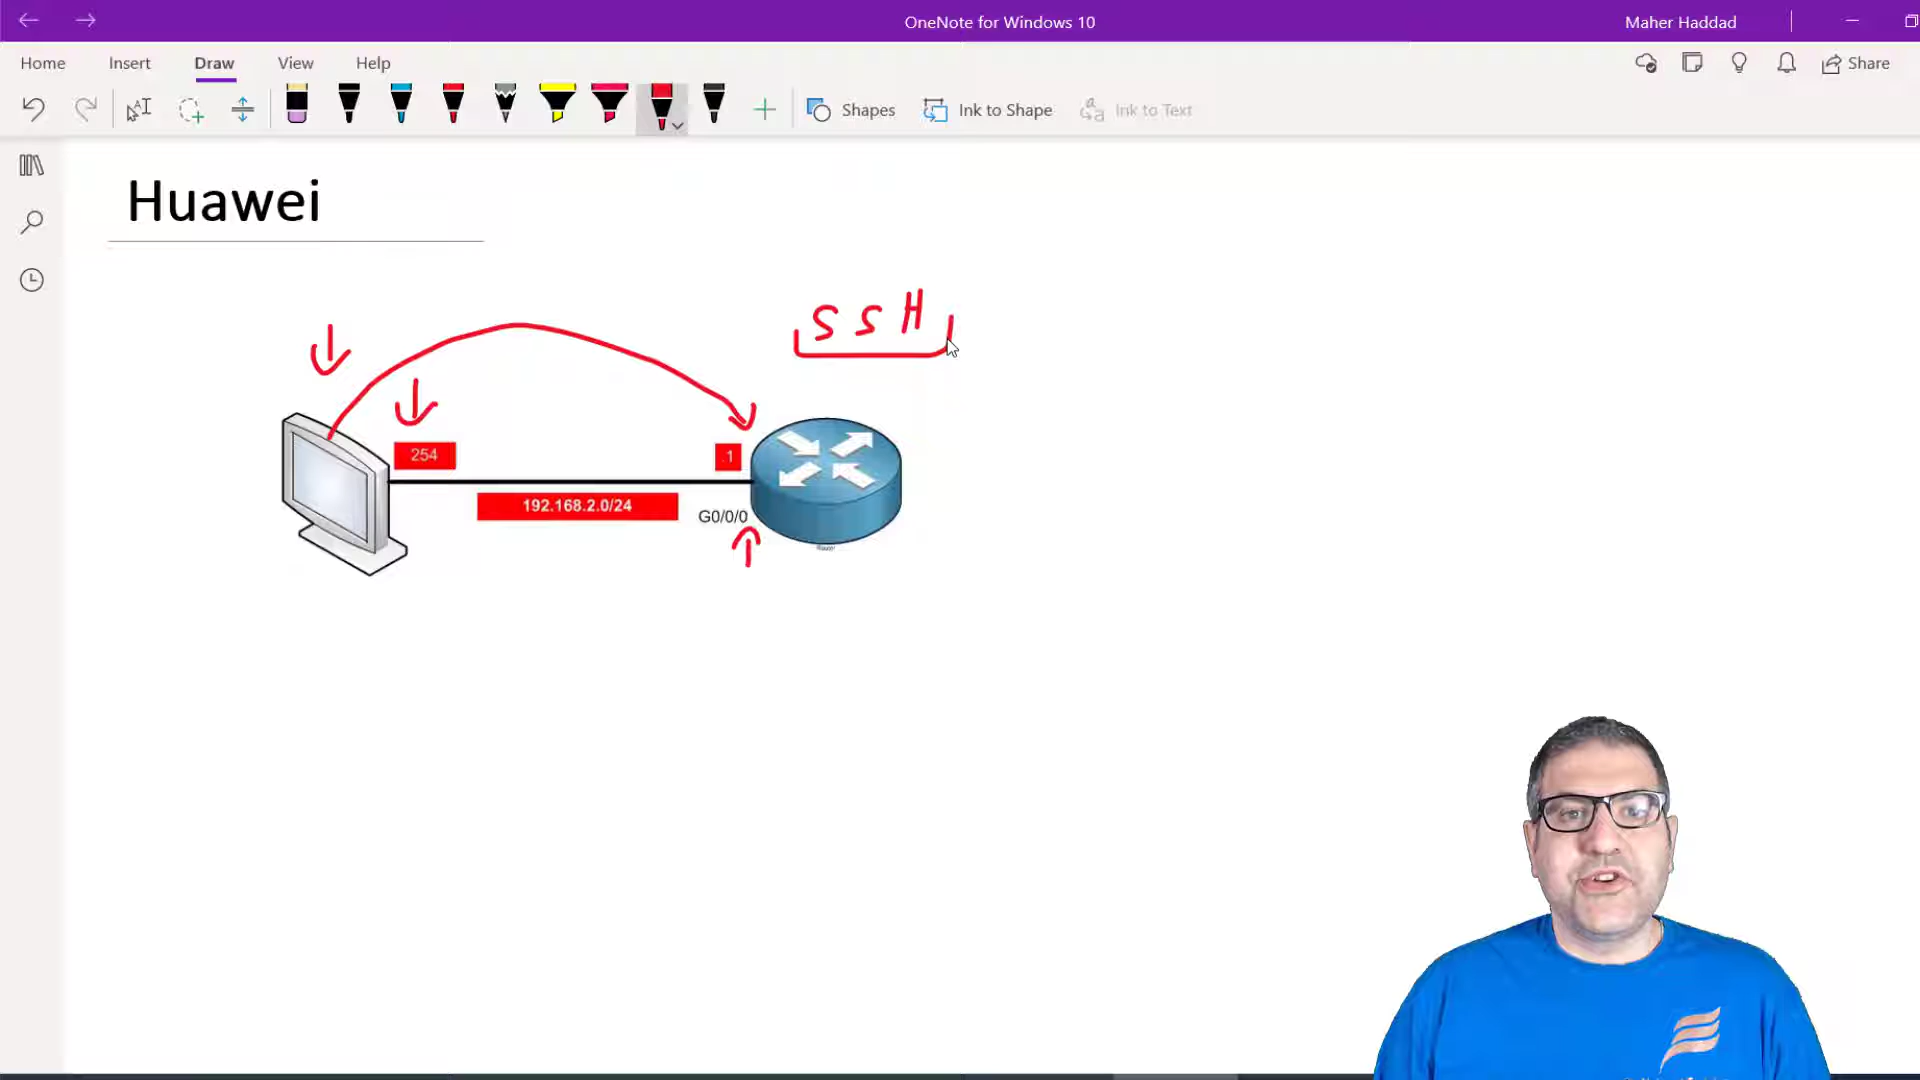 OneNote for Windows 10
Maher Haddad
Home Insert Draw View Help
Share
Shapes Ink to Shape Ink to Text
Huawei
SSH
254
.1
192.168.2.0/24
G0/0/0
Router